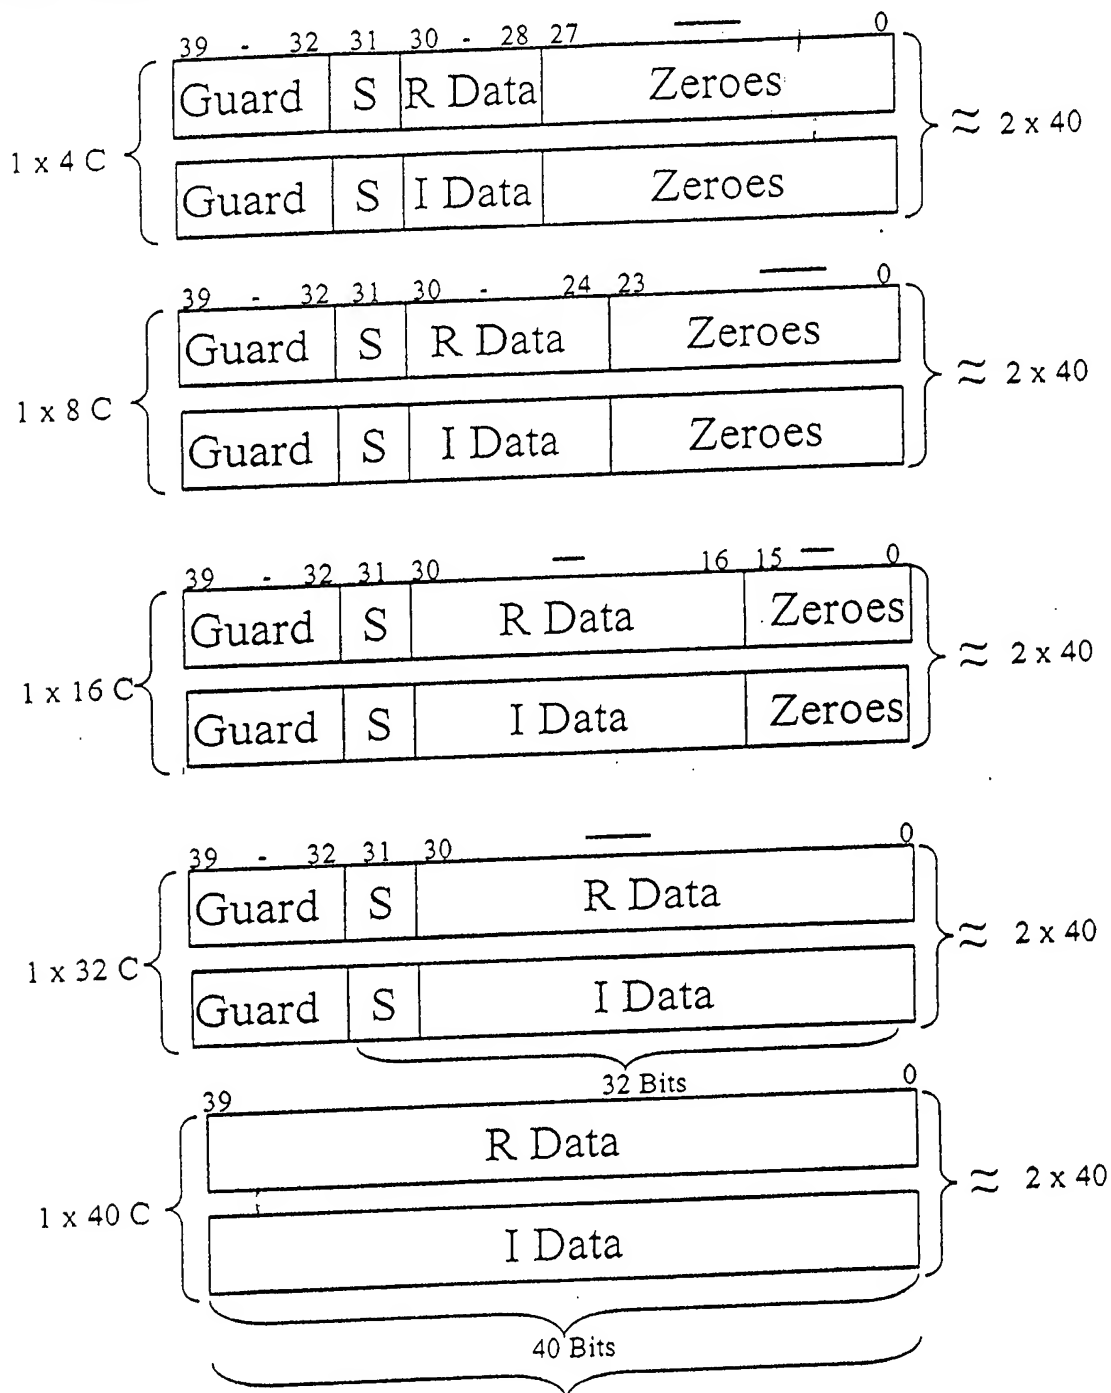 39 - 32 31 30 - 28 27 — 0
Guard S R Data Zeroes
1 x 4 C ≈ 2 x 40
Guard S I Data Zeroes
39 - 32 31 30 - 24 23 — 0
Guard S R Data Zeroes
1 x 8 C ≈ 2 x 40
Guard S I Data Zeroes
39 - 32 31 30 — 16 15 — 0
Guard S R Data Zeroes
1 x 16 C ≈ 2 x 40
Guard S I Data Zeroes
39 - 32 31 30 — 0
Guard S R Data
1 x 32 C ≈ 2 x 40
Guard S I Data
32 Bits
39 0
R Data
1 x 40 C ≈ 2 x 40
I Data
40 Bits